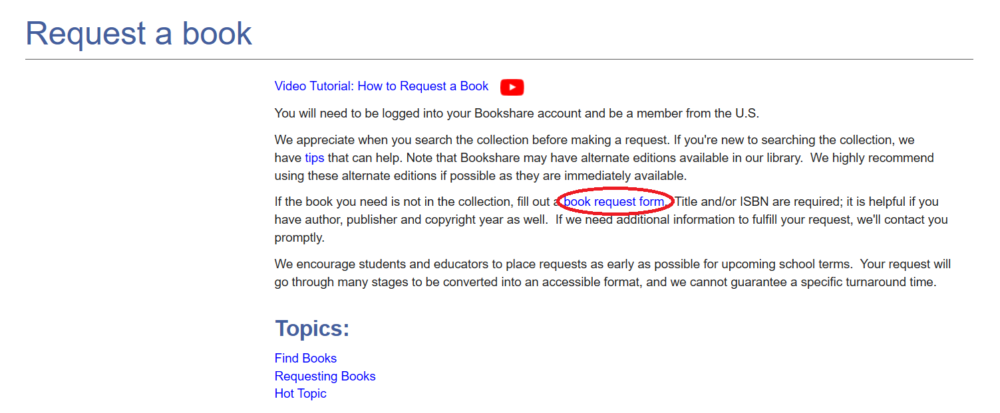 Request a book
Video Tutorial: How to Request a Book
You will need to be logged into your Bookshare account and be a member from the U.S.
We appreciate when you search the collection before making a request. If you're new to searching the collection, we
have tips that can help. Note that Bookshare may have alternate editions available in our library.  We highly recommend
using these alternate editions if possible as they are immediately available.
If the book you need is not in the collection, fill out a book request form.  Title and/or ISBN are required; it is helpful if you
have author, publisher and copyright year as well.  If we need additional information to fulfill your request, we'll contact you
promptly.
We encourage students and educators to place requests as early as possible for upcoming school terms.  Your request will
go through many stages to be converted into an accessible format, and we cannot guarantee a specific turnaround time.
Topics:
Find Books
Requesting Books
Hot Topic